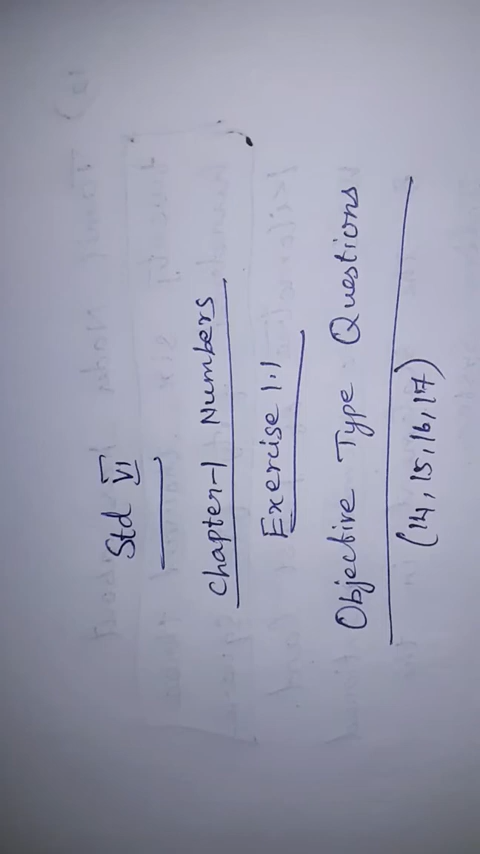 Std VI
Chapter-1 Numbers
Exercise 1.1
Objective Type Questions
(14, 15, 16, 17)